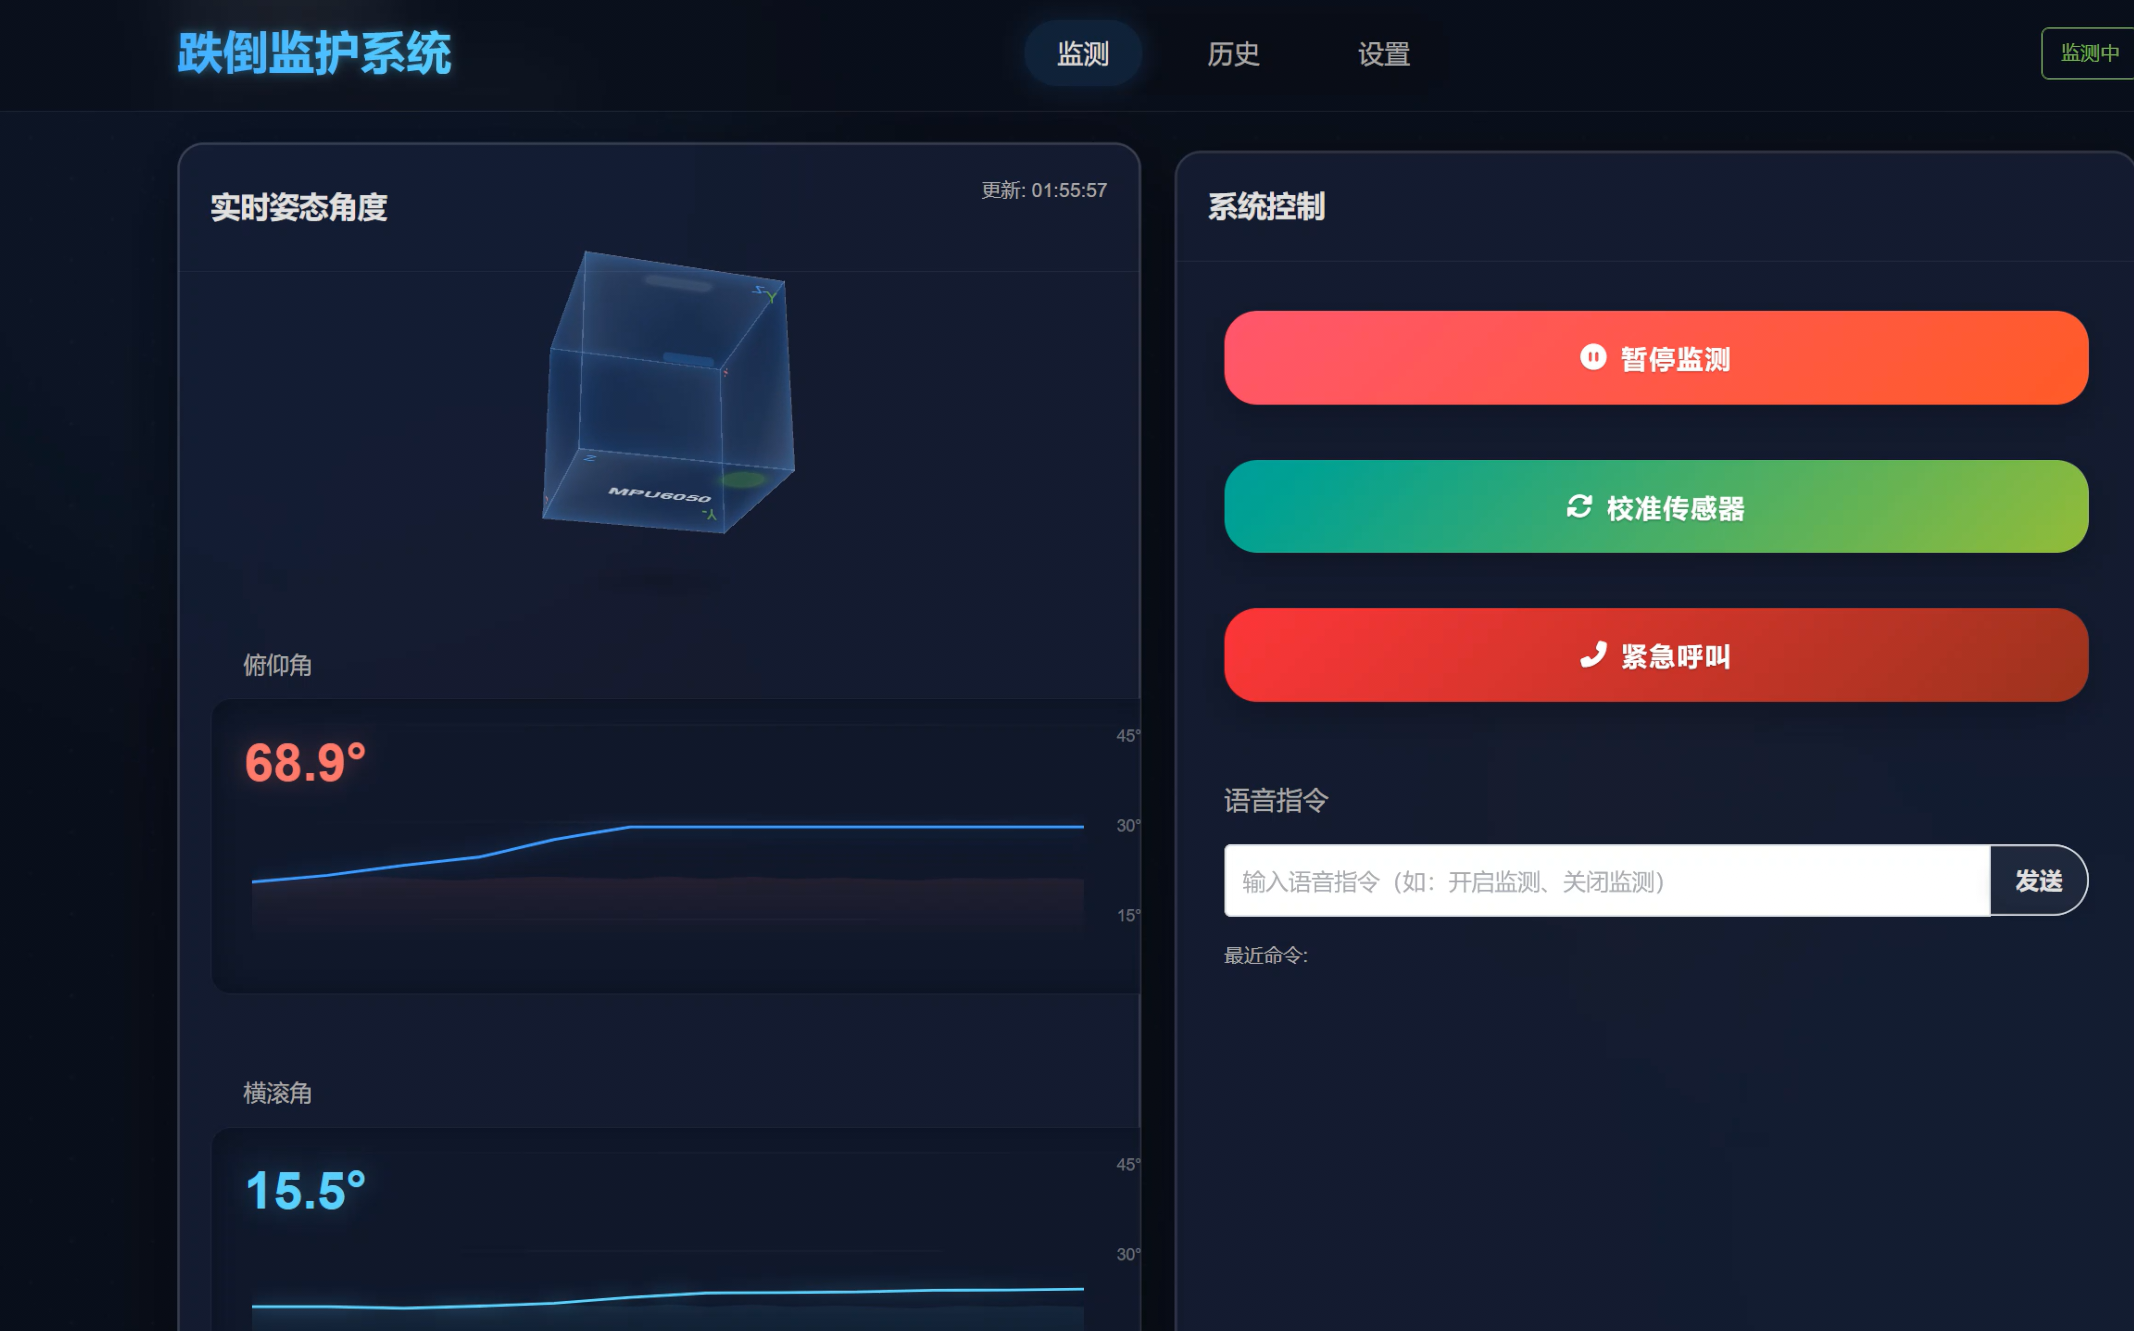 跌倒监护系统
监测
历史
设置
监测中
实时姿态角度
更新: 01:55:57
Z-
Y
Z
MPU6050
-Y
俯仰角
68.9°
45°
30°
15°
横滚角
15.5°
45°
30°
系统控制
暂停监测
校准传感器
紧急呼叫
语音指令
输入语音指令（如：开启监测、关闭监测）
发送
最近命令: